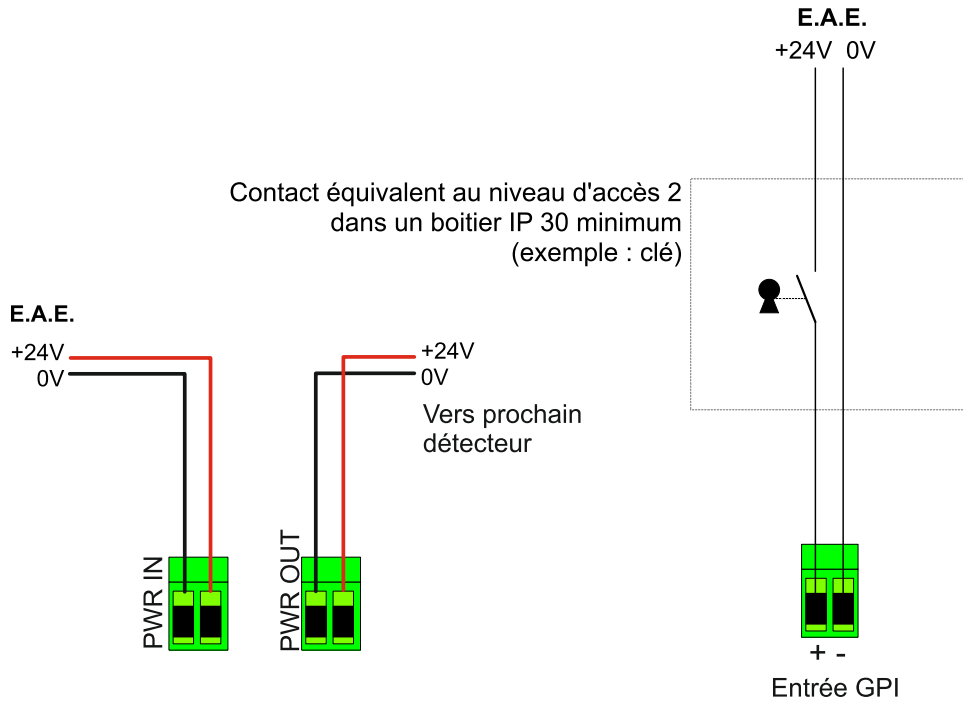 E.A.E.
+24V 0V
Contact équivalent au niveau d'accès 2
dans un boitier IP 30 minimum
(exemple : clé)
E.A.E.
+24V
0V
+24V
0V
Vers prochain
détecteur
PWR IN
PWR OUT
+ -
Entrée GPI